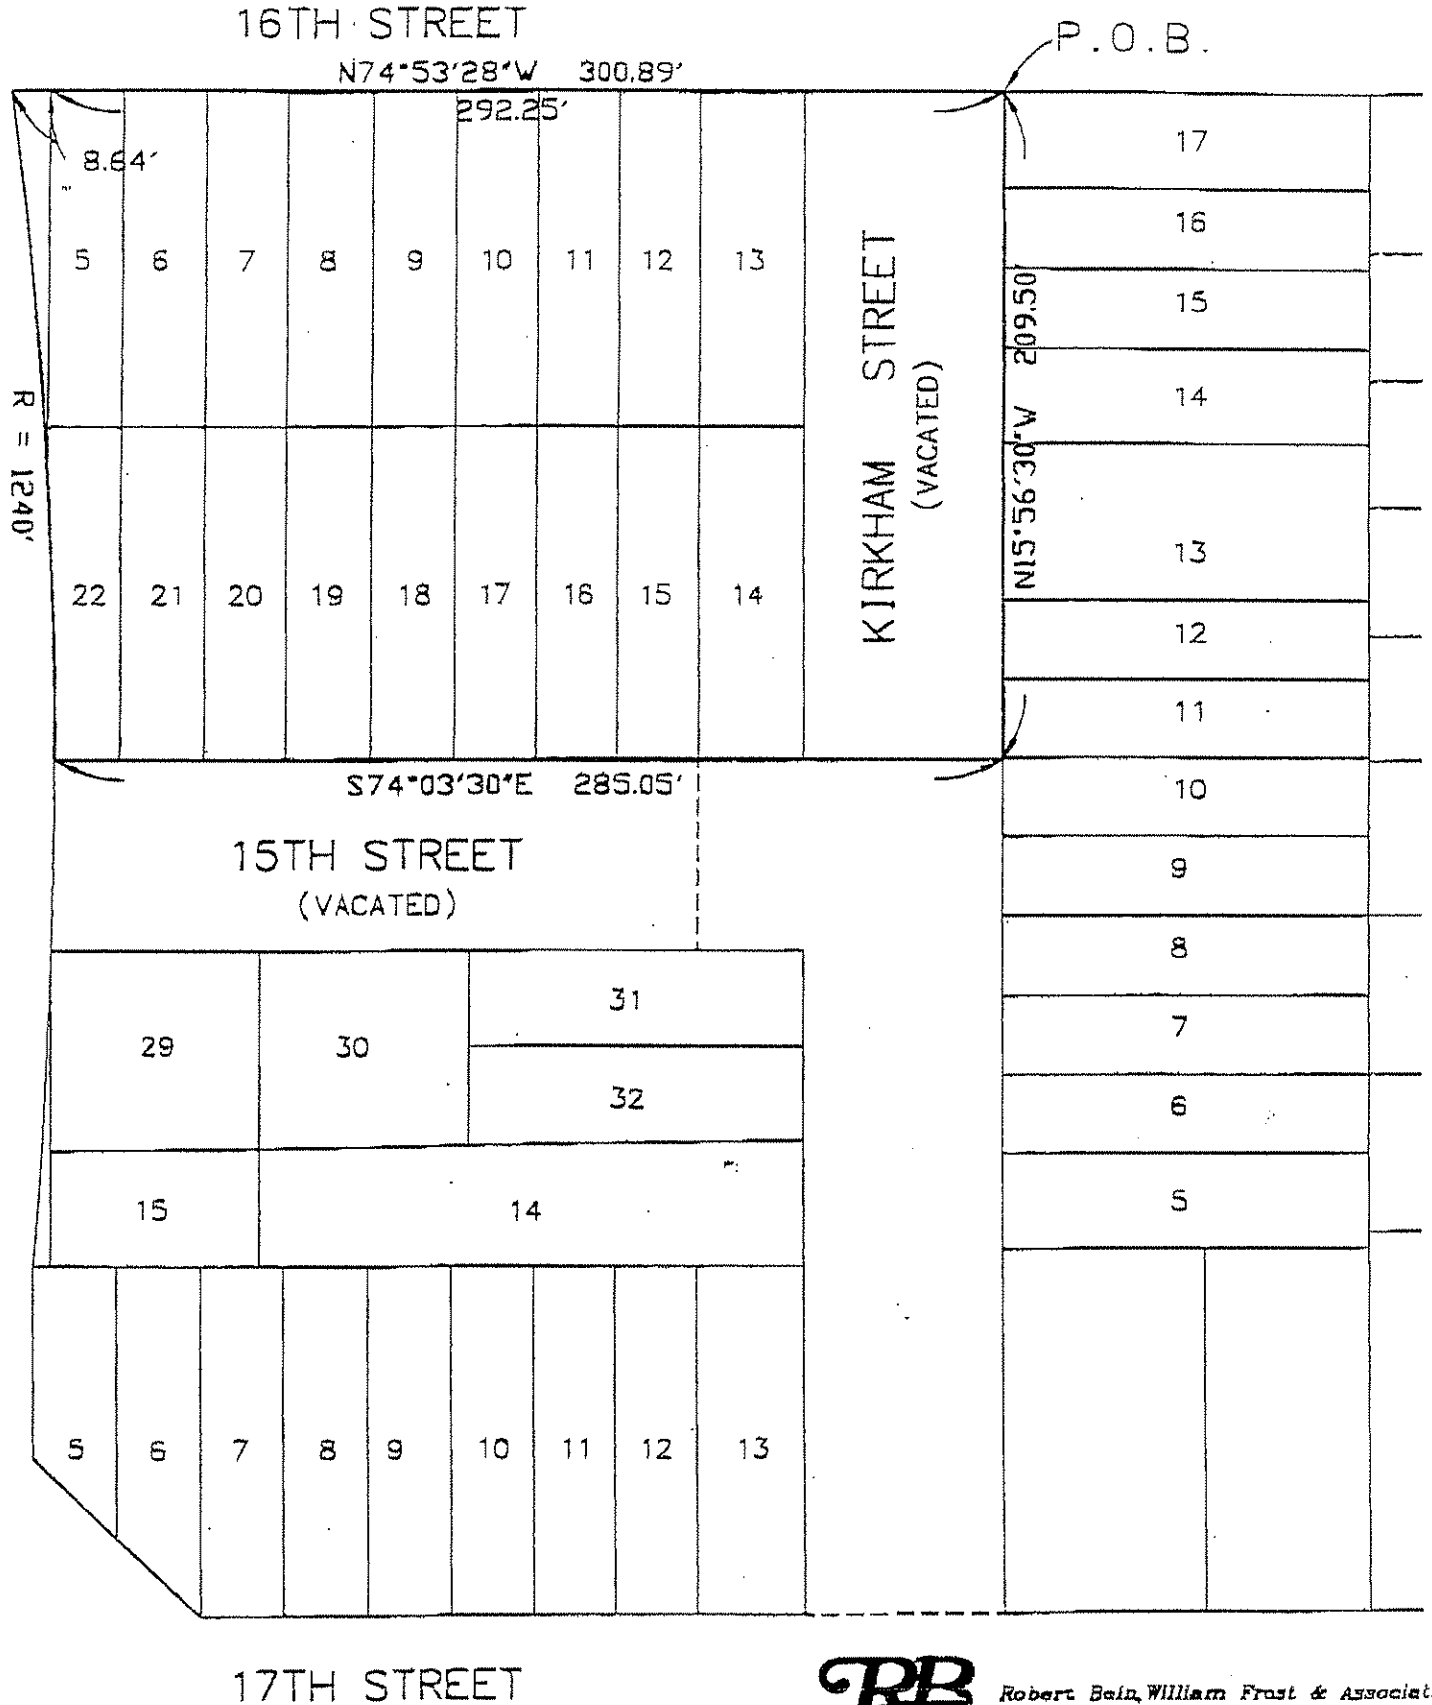 16TH STREET
P.O.B.
N74°53'28"W 300.89'
292.25'
8.64'
17
16
15
14
13
12
11
10
9
8
7
6
5
5 6 7 8 9 10 11 12 13
KIRKHAM STREET
(VACATED)
N15°56'30"W 209.50'
R = 1240'
22 21 20 19 18 17 16 15 14
S74°03'30"E 285.05'
15TH STREET
(VACATED)
29 30
31
32
15 14
5 6 7 8 9 10 11 12 13
17TH STREET
RB
Robert Bein, William Frost & Associat